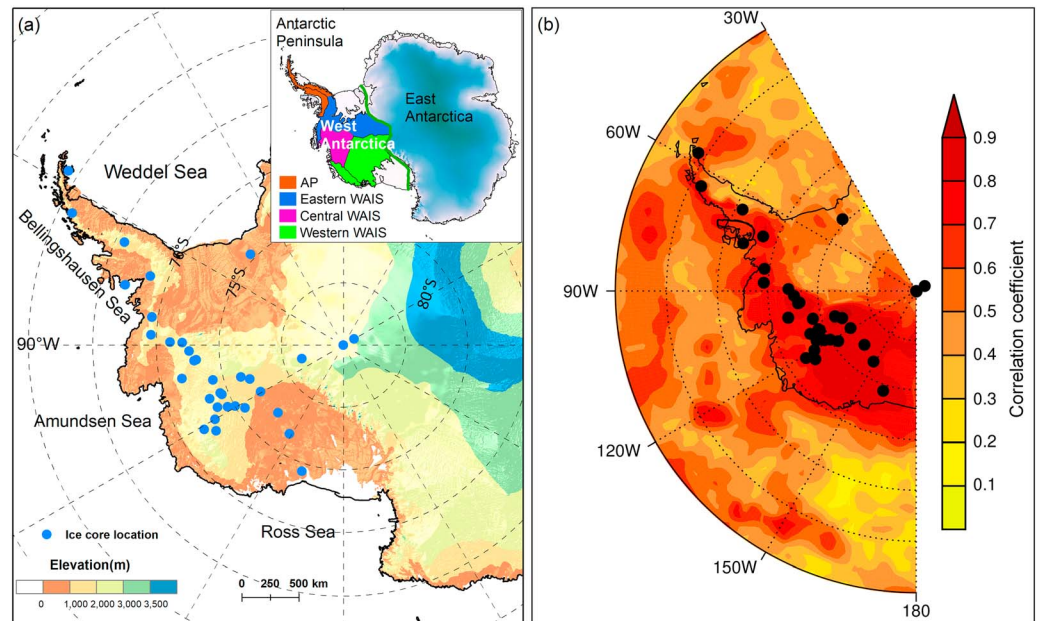 (a)
Antarctic
Peninsula
East
Antarctica
West
Antarctica
AP
Eastern WAIS
Central WAIS
Western WAIS
Weddel Sea
Bellingshausen Sea
70°S
75°S
80°S
90°W
Amundsen Sea
Ross Sea
Ice core location
Elevation(m)
0 1,000 2,000 3,000 3,500
0 250 500 km
(b)
30W
60W
90W
120W
150W
180
0.9
0.8
0.7
0.6
0.5
0.4
0.3
0.2
0.1
Correlation coefficient